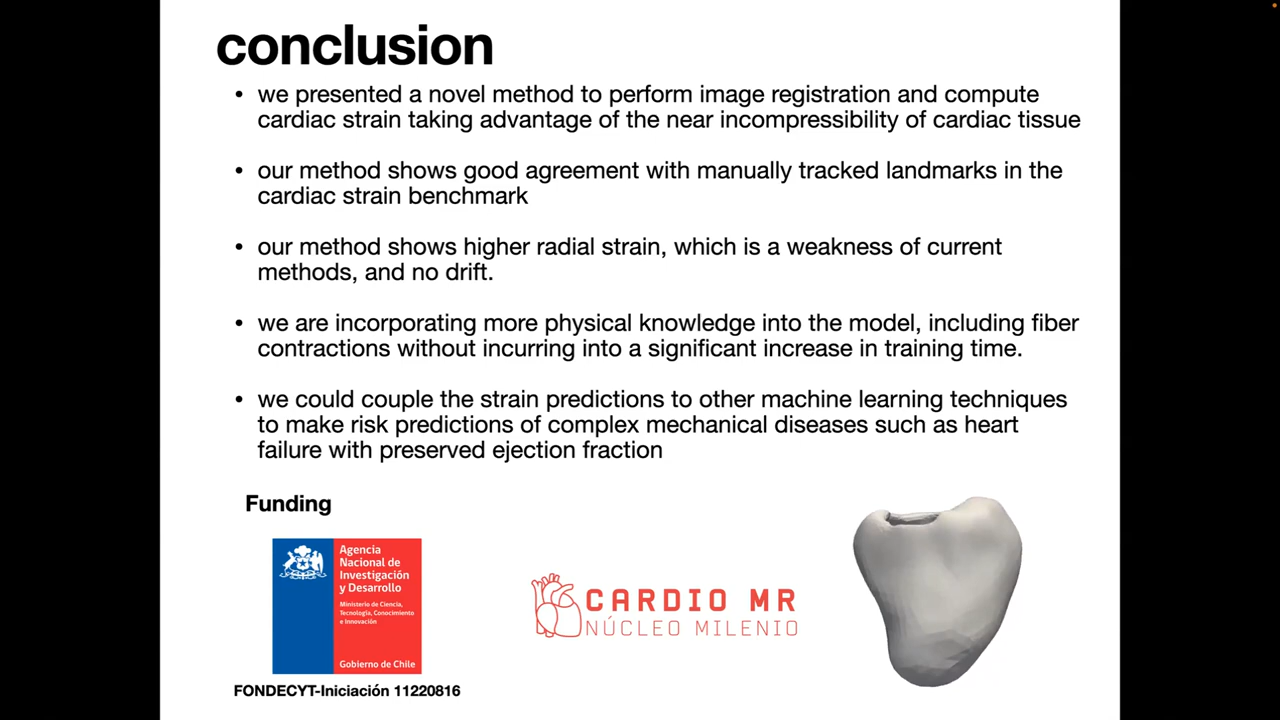 conclusion
• we presented a novel method to perform image registration and compute
cardiac strain taking advantage of the near incompressibility of cardiac tissue
• our method shows good agreement with manually tracked landmarks in the
cardiac strain benchmark
• our method shows higher radial strain, which is a weakness of current
methods, and no drift.
• we are incorporating more physical knowledge into the model, including fiber
contractions without incurring into a significant increase in training time.
• we could couple the strain predictions to other machine learning techniques
to make risk predictions of complex mechanical diseases such as heart
failure with preserved ejection fraction
Funding
Agencia
Nacional de
Investigación
y Desarrollo
Ministerio de Ciencia,
Tecnología, Conocimiento
e Innovación
Gobierno de Chile
CARDIO MR
NÚCLEO MILENIO
FONDECYT-Iniciación 11220816